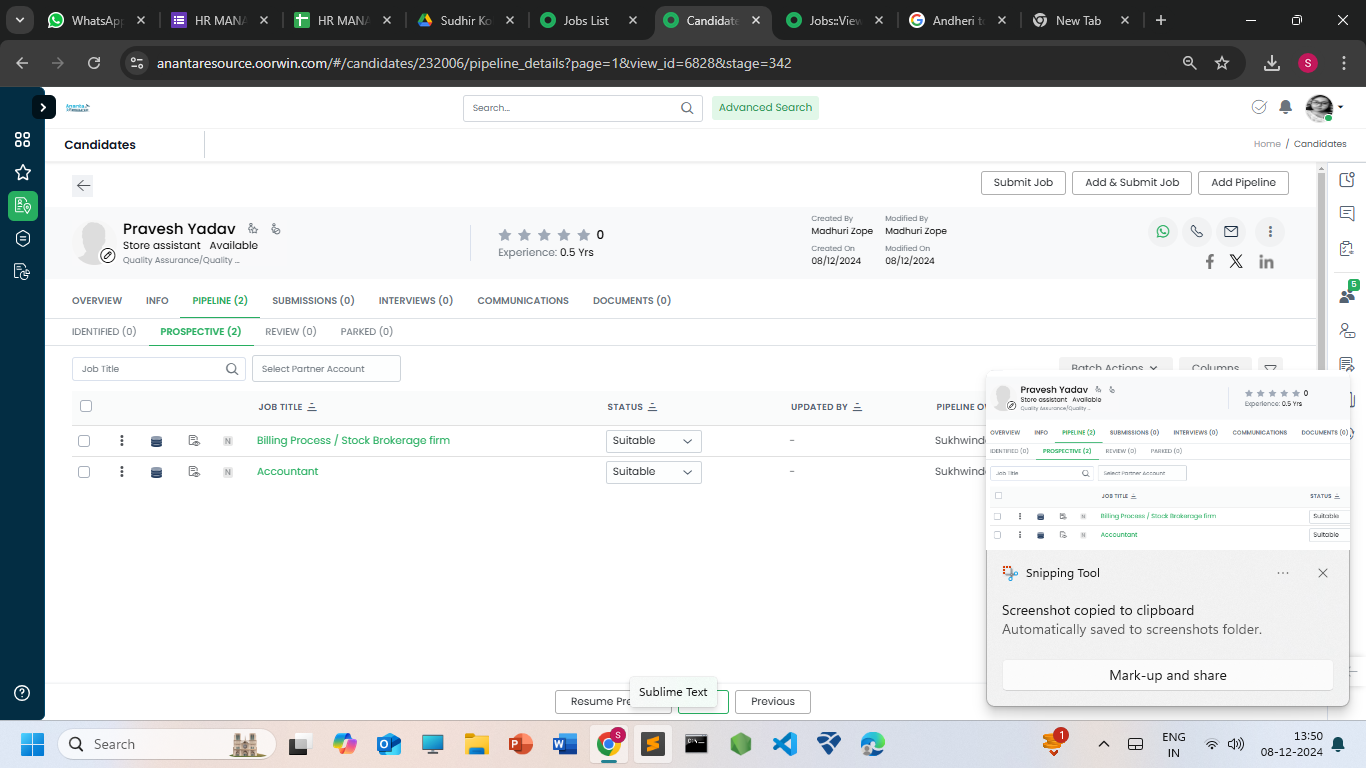 WhatsApp
HR MANA
HR MANA
Sudhir Ko
Jobs List
Candidate
Jobs::View
Andheri t
New Tab
anantaresource.oorwin.com/#/candidates/232006/pipeline_details?page=1&view_id=6828&stage=342
S
Ananta
Search...
Advanced Search
Candidates
Home / Candidates
Submit Job
Add & Submit Job
Add Pipeline
Pravesh Yadav
Store assistant Available
Quality Assurance/Quality ...
0
Experience: 0.5 Yrs
Created By
Madhuri Zope
Created On
08/12/2024
Modified By
Madhuri Zope
Modified On
08/12/2024
OVERVIEW INFO PIPELINE (2) SUBMISSIONS (0) INTERVIEWS (0) COMMUNICATIONS DOCUMENTS (0)
5
IDENTIFIED (0) PROSPECTIVE (2) REVIEW (0) PARKED (0)
Job Title
Select Partner Account
Batch Actions
Columns
JOB TITLE STATUS UPDATED BY PIPELINE OW
N Billing Process / Stock Brokerage firm Suitable - Sukhwinde
N Accountant Suitable - Sukhwinde
Pravesh Yadav
Store assistant Available
Quality Assurance/Quality ...
0
Experience: 0.5 Yrs
OVERVIEW INFO PIPELINE (2) SUBMISSIONS (0) INTERVIEWS (0) COMMUNICATIONS DOCUMENTS (0)
IDENTIFIED (0) PROSPECTIVE (2) REVIEW (0) PARKED (0)
Job Title
Select Partner Account
JOB TITLE STATUS
N Billing Process / Stock Brokerage firm Suitable
N Accountant Suitable
Snipping Tool
Screenshot copied to clipboard
Automatically saved to screenshots folder.
Mark-up and share
Resume Pre
Sublime Text
Previous
Search
S
1
ENG
IN
13:50
08-12-2024